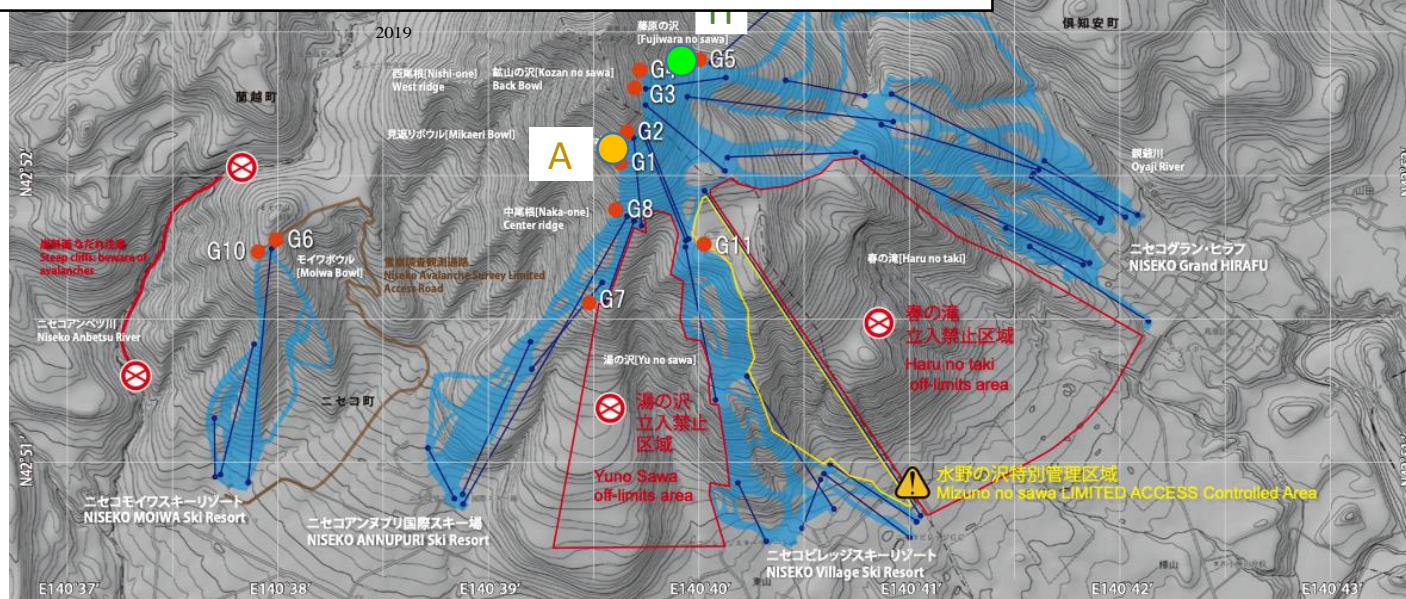 2019
藤原の沢
[Fujiwara no sawa]
倶知安町
G5
G4
G3
西尾根[Nishi-one]
West ridge
鉱山の沢[Kozan no sawa]
Back Bowl
蘭越町
見返りボウル[Mikaeri Bowl]
G2
A
G1
N42°52'
親爺川
Oyaji River
中尾根[Naka-one]
Center ridge
G8
G10
G6
モイワボウル
[Moiwa Bowl]
崖斜面 なだれ注意
Steep cliffs: beware of
avalanches
雪崩調査観測通路
Niseko Avalanche Survey Limited
Access Road
G11
春の滝[Haru no taki]
ニセコグラン・ヒラフ
NISEKO Grand HIRAFU
G7
ニセコアンベツ川
Niseko Anbetsu River
春の滝
立入禁止区域
Haru no taki
off-limits area
湯の沢[Yu no sawa]
ニセコ町
湯の沢
立入禁止
区域
Yuno Sawa
off-limits area
N42°51'
水野の沢特別管理区域
Mizuno no sawa LIMITED ACCESS Controlled Area
ニセコモイワスキーリゾート
NISEKO MOIWA Ski Resort
ニセコアンヌプリ国際スキー場
NISEKO ANNUPURI Ski Resort
ニセコビレッジスキーリゾート
NISEKO Village Ski Resort
東山
樺山
E140°37'
E140°38'
E140°39'
E140°40'
E140°41'
E140°42'
E140°43'